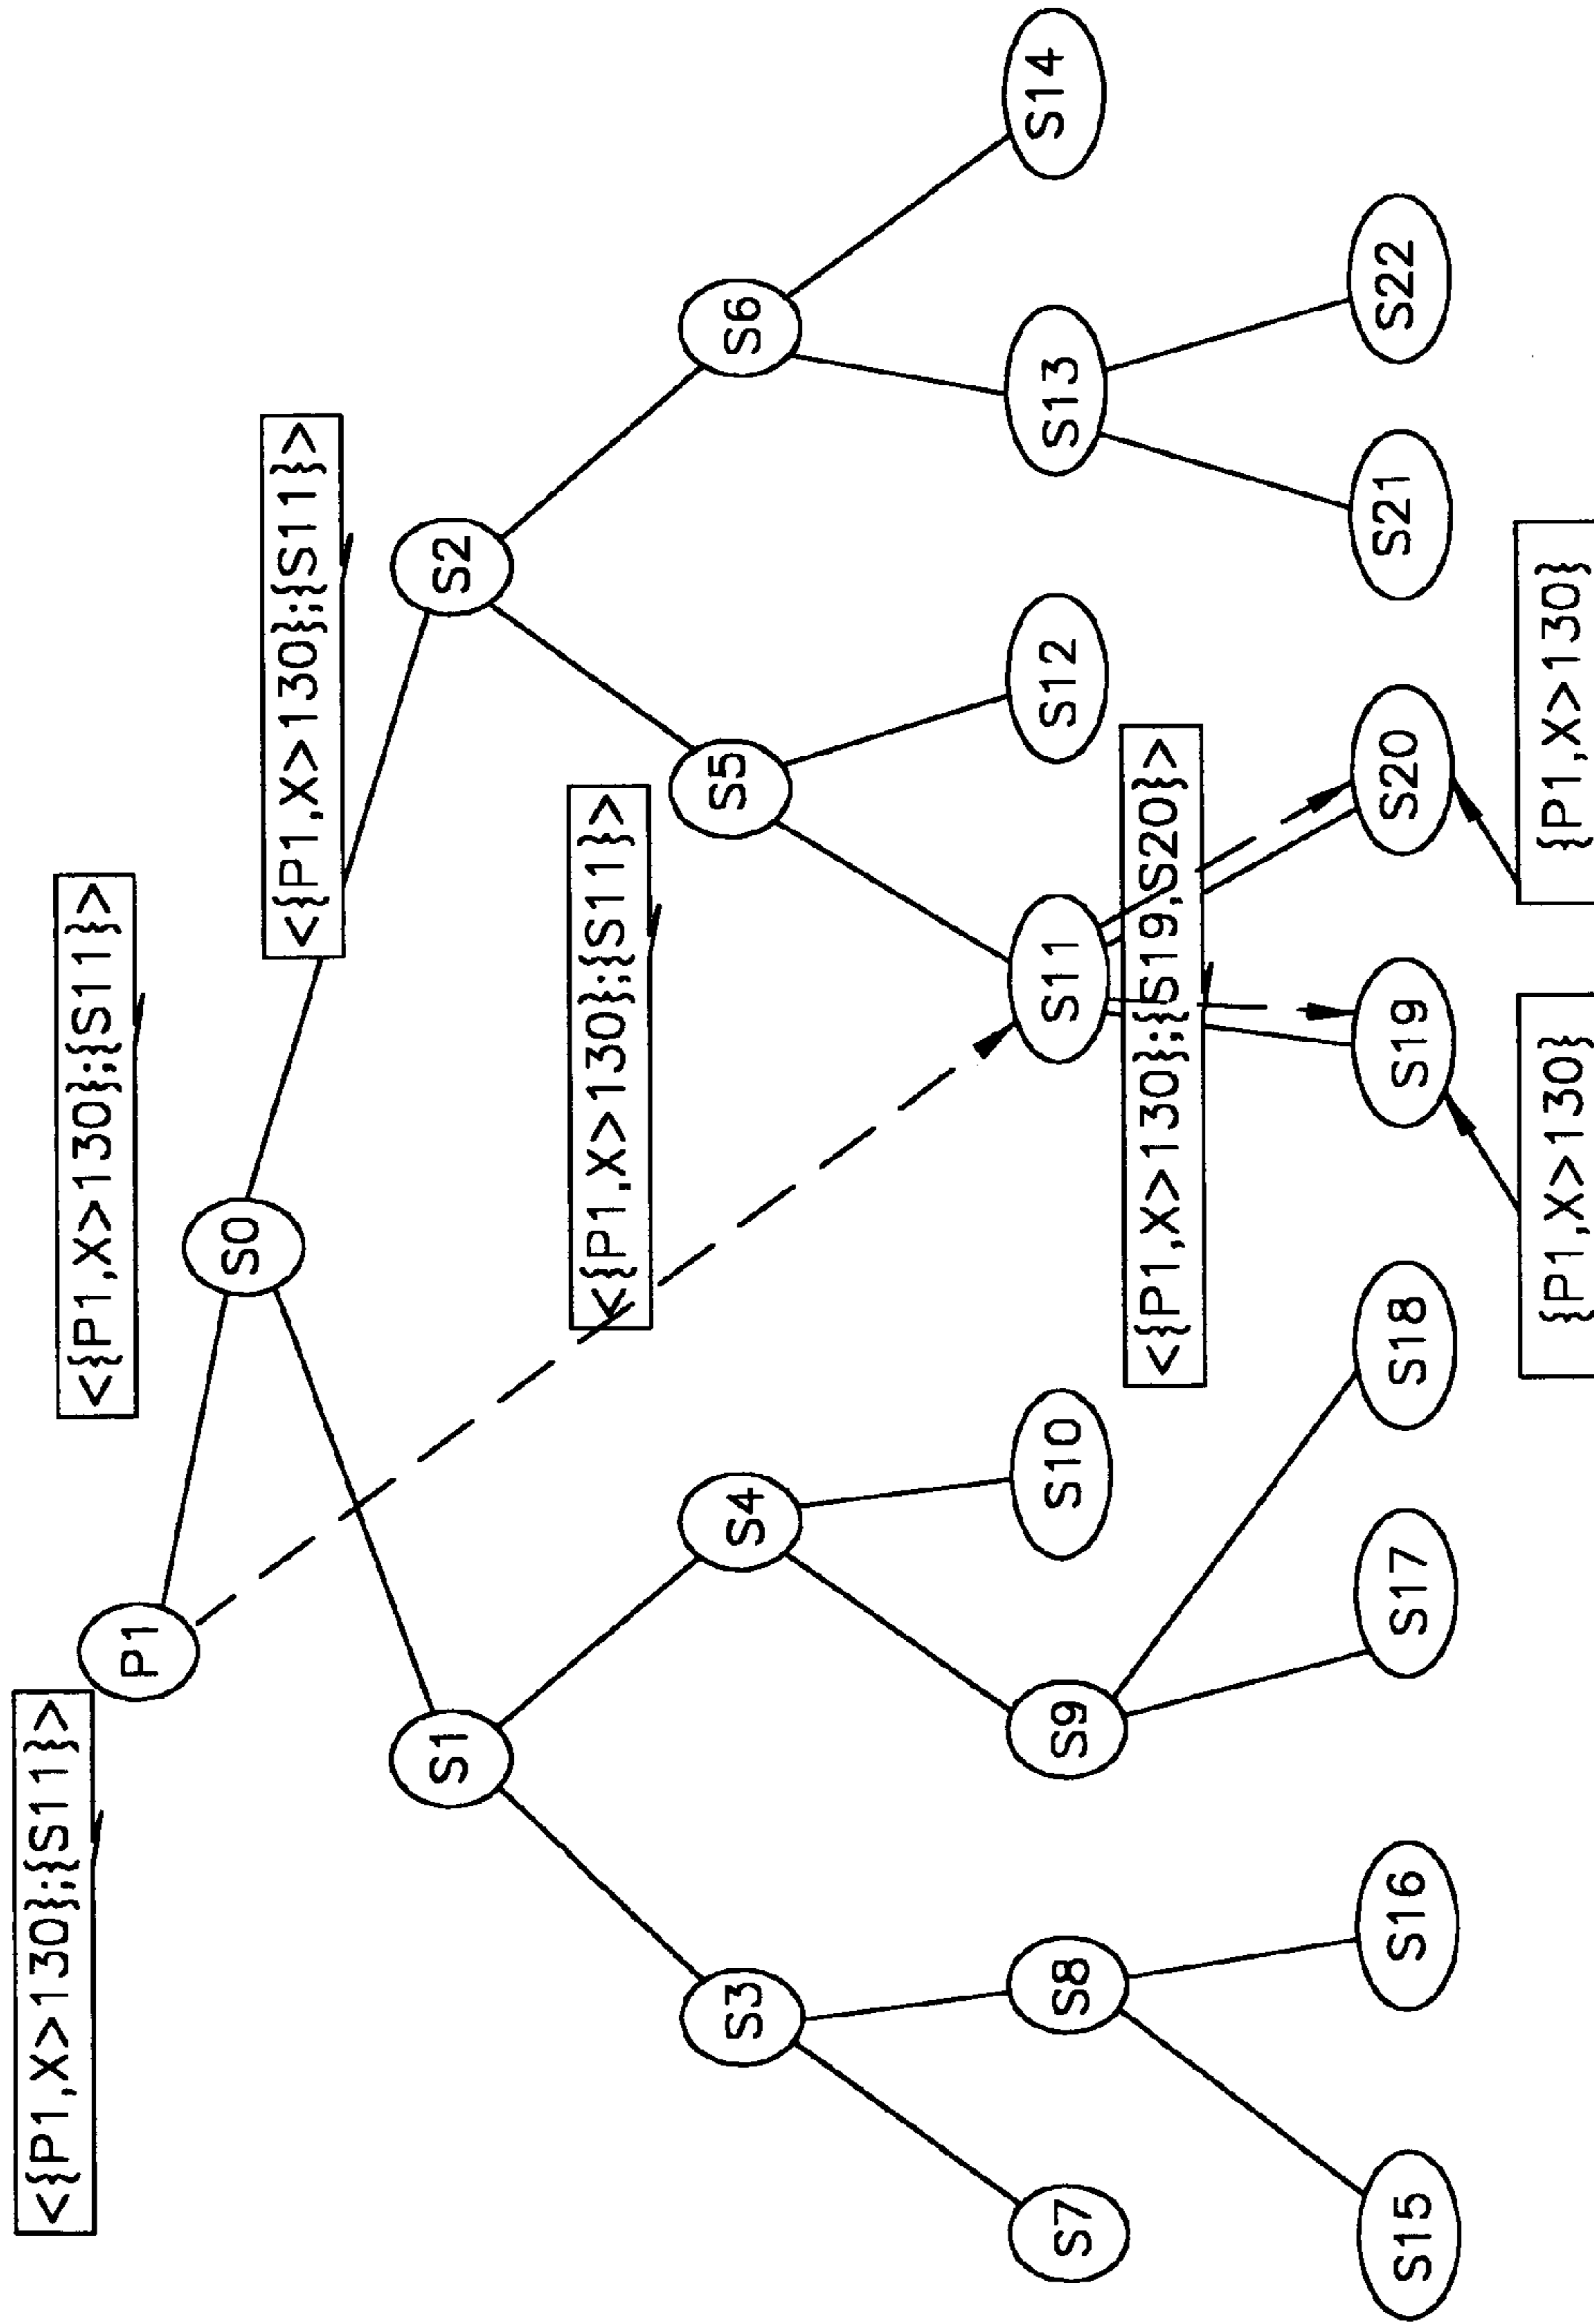 <{P1,X>130};{S11}>
P1
<{P1,X>130};{S11}>
S0
<{P1,X>130};{S11}>
S1
S2
<{P1,X>130};{S11}>
S3
S4
S5
S6
S7
S8
S9
S10
S11
S12
S13
S14
<{P1,X>130};{S19,S20}>
S15
S16
S17
S18
S19
S20
S21
S22
{P1,X>130}
{P1,X>130}